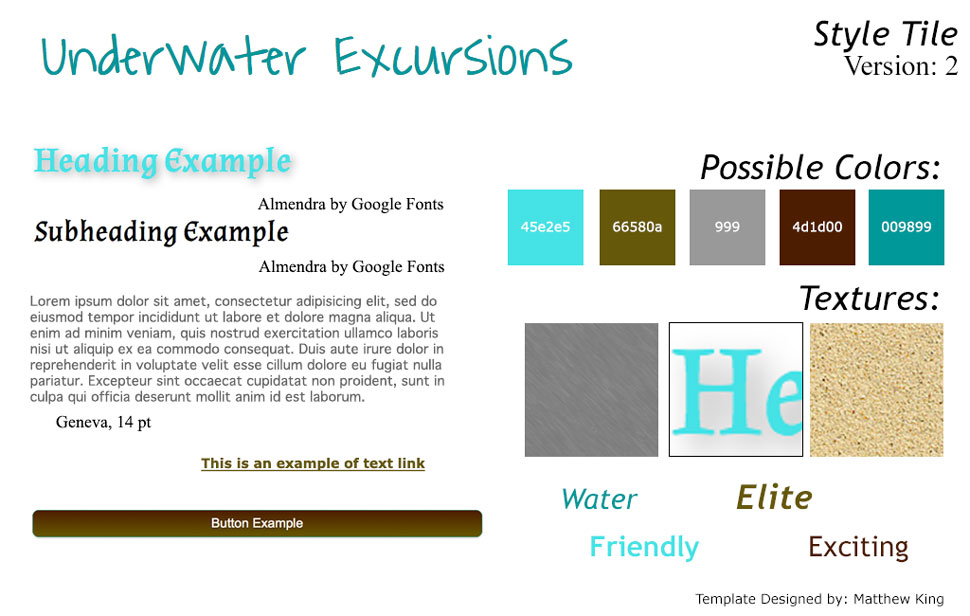 Underwater Excursions
Style Tile
Version: 2
Heading Example
Almendra by Google Fonts
Subheading Example
Almendra by Google Fonts
Lorem ipsum dolor sit amet, consectetur adipisicing elit, sed do
eiusmod tempor incididunt ut labore et dolore magna aliqua. Ut
enim ad minim veniam, quis nostrud exercitation ullamco laboris
nisi ut aliquip ex ea commodo consequat. Duis aute irure dolor in
reprehenderit in voluptate velit esse cillum dolore eu fugiat nulla
pariatur. Excepteur sint occaecat cupidatat non proident, sunt in
culpa qui officia deserunt mollit anim id est laborum.
Geneva, 14 pt
This is an example of text link
Button Example
Possible Colors:
45e2e5 66580a 999 4d1d00 009899
Textures:
He
Water Elite
Friendly Exciting
Template Designed by: Matthew King